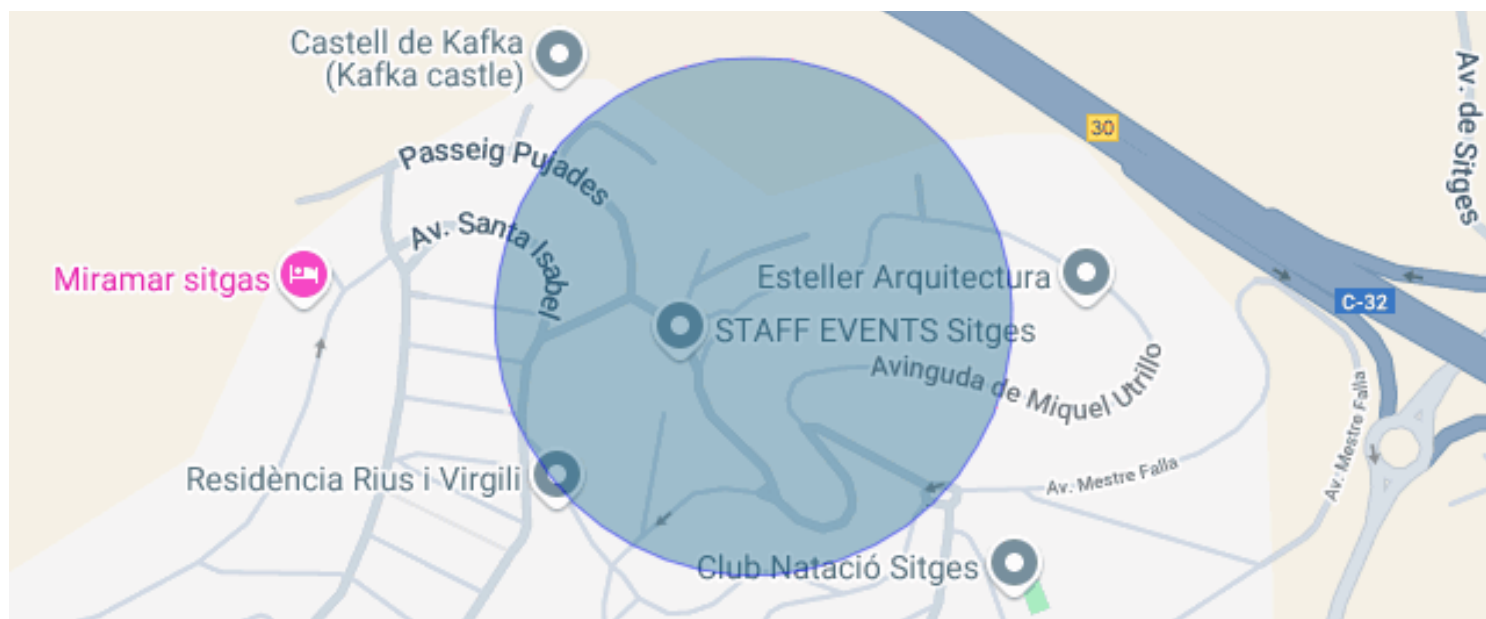 Castell de Kafka
(Kafka castle)
30
Av. de Sitges
Passeig Pujades
Av. Santa Isabel
Miramar sitgas
Esteller Arquitectura
C-32
STAFF EVENTS Sitges
Avinguda de Miquel Utrillo
Av. Mestre Falla
Residència Rius i Virgili
Av. Mestre Falla
Club Natació Sitges